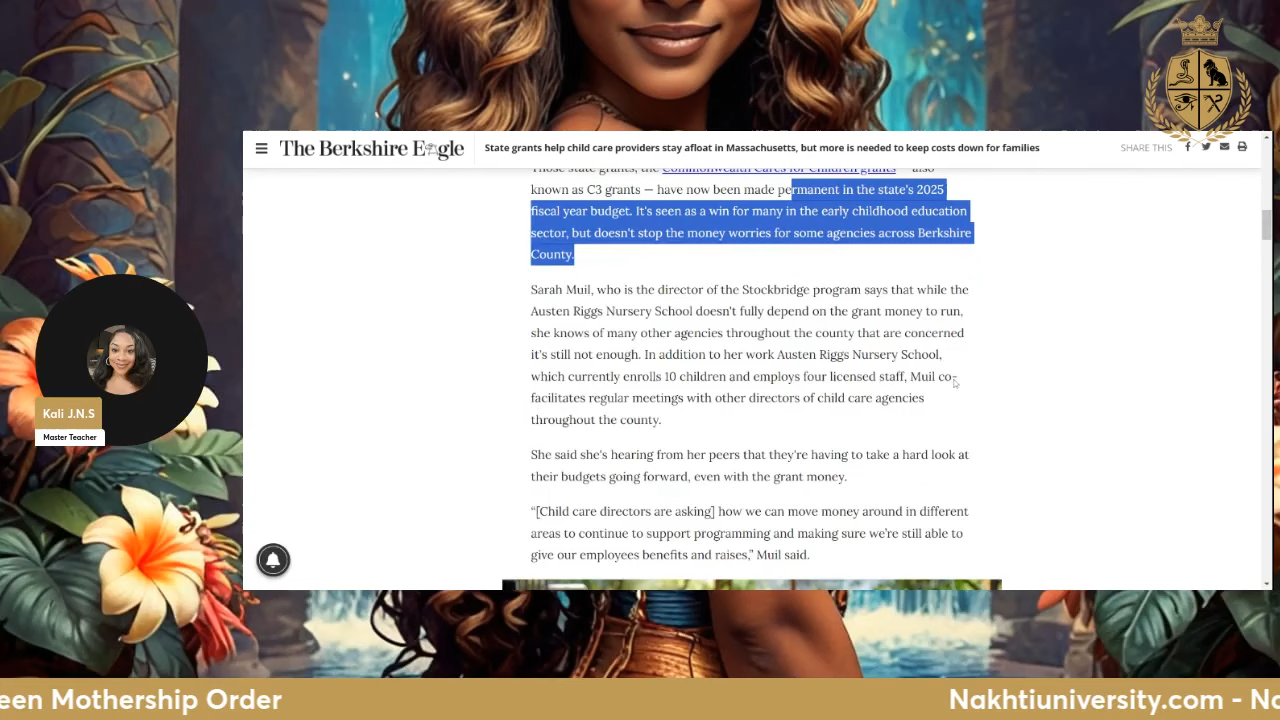 The Berkshire Eagle
State grants help child care providers stay afloat in Massachusetts, but more is needed to keep costs down for families
SHARE THIS
Those state grants, the Commonwealth Cares for Children grants — also
known as C3 grants — have now been made permanent in the state's 2025
fiscal year budget. It's seen as a win for many in the early childhood education
sector, but doesn't stop the money worries for some agencies across Berkshire
County.
Sarah Muil, who is the director of the Stockbridge program says that while the
Austen Riggs Nursery School doesn't fully depend on the grant money to run,
she knows of many other agencies throughout the county that are concerned
it's still not enough. In addition to her work Austen Riggs Nursery School,
which currently enrolls 10 children and employs four licensed staff, Muil co-
facilitates regular meetings with other directors of child care agencies
throughout the county.
She said she's hearing from her peers that they're having to take a hard look at
their budgets going forward, even with the grant money.
“[Child care directors are asking] how we can move money around in different
areas to continue to support programming and making sure we’re still able to
give our employees benefits and raises,” Muil said.
Kali J.N.S
Master Teacher
een Mothership Order
Nakhtiuniversity.com - Na